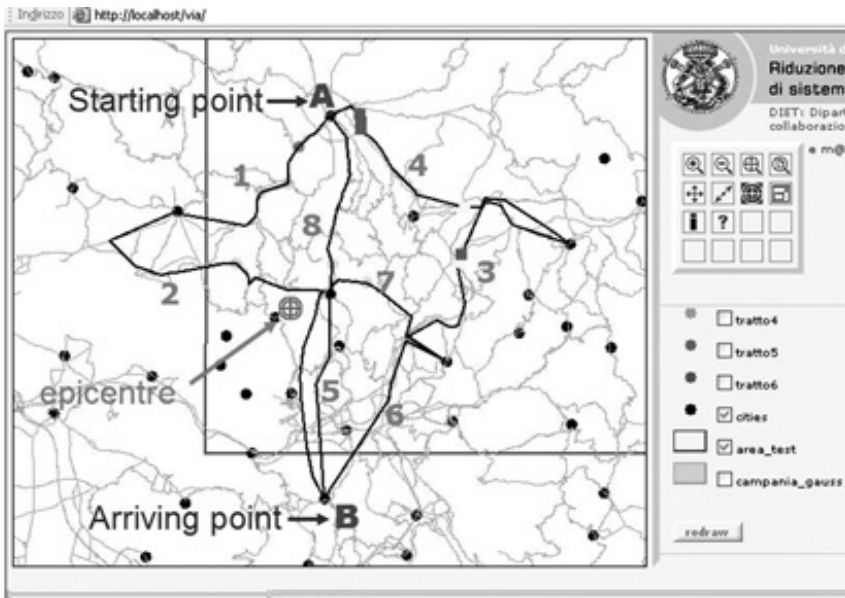 Indirizzo http://localhost/via/
Università d
Riduzione
di sistem
DIET: Dipart
collaborazio
e m@
Starting point A
1
4
8
2
7
3
epicentre
5
6
Arriving point B
i ?
tratto4
tratto5
tratto6
cities
area_test
campania_gauss
redraw